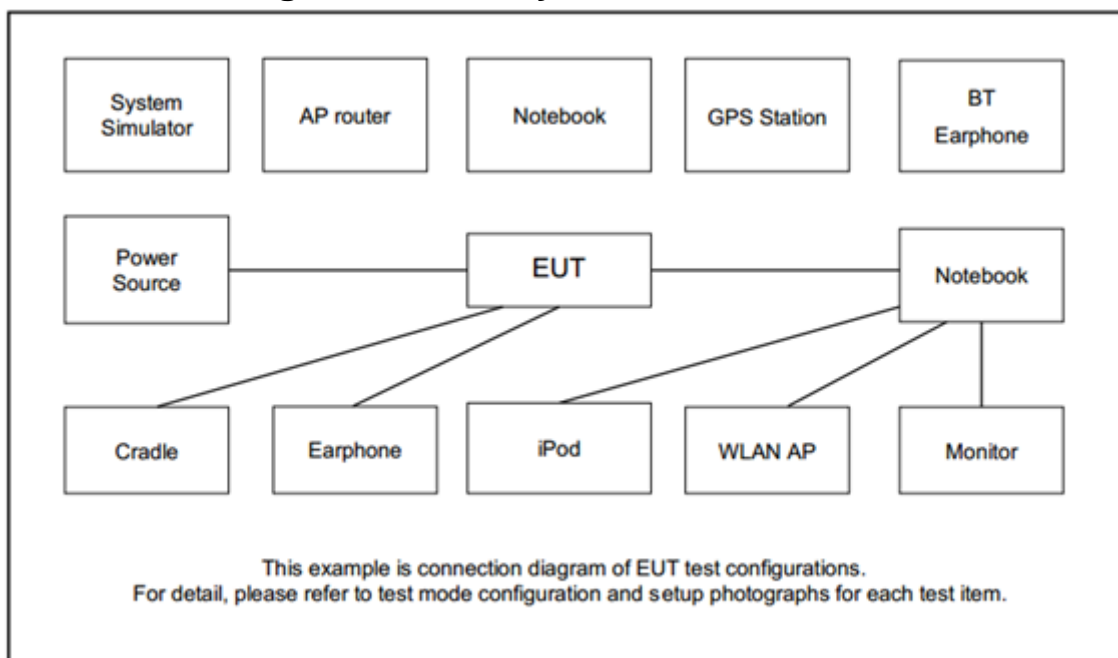 System
Simulator
AP router
Notebook
GPS Station
BT
Earphone
Power
Source
EUT
Notebook
Cradle
Earphone
iPod
WLAN AP
Monitor
This example is connection diagram of EUT test configurations.
For detail, please refer to test mode configuration and setup photographs for each test item.